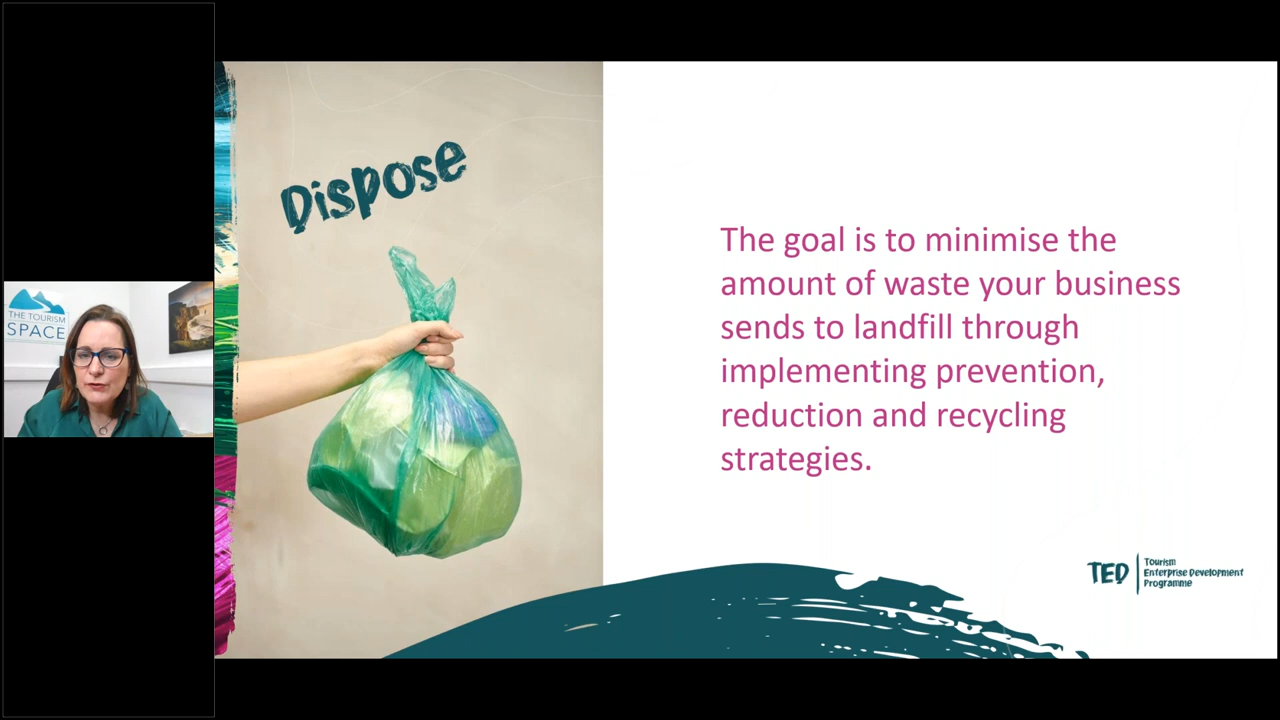 THE TOURISM
SPACE
Dispose
The goal is to minimise the
amount of waste your business
sends to landfill through
implementing prevention,
reduction and recycling
strategies.
TED
Tourism
Enterprise Development
Programme